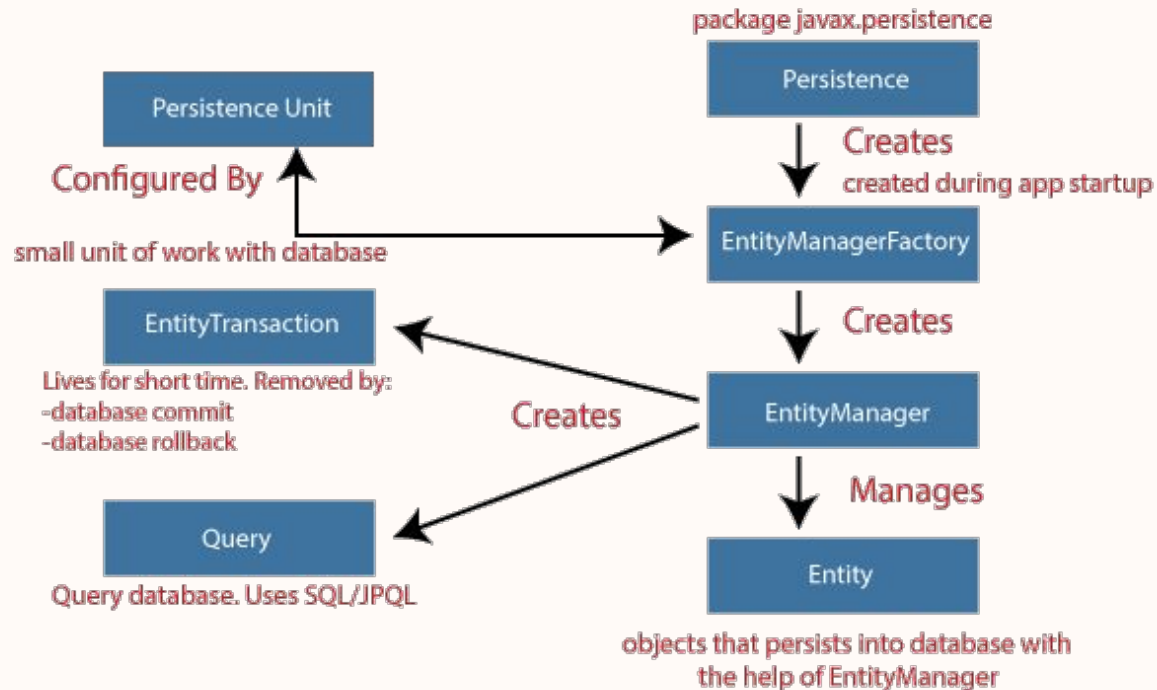 package javax.persistence
Persistence
Persistence Unit
Creates
Configured By
created during app startup
EntityManagerFactory
small unit of work with database
EntityTransaction
Creates
Lives for short time. Removed by:
-database commit
-database rollback
Creates
EntityManager
Manages
Query
Query database. Uses SQL/JPQL
Entity
objects that persists into database with
the help of EntityManager